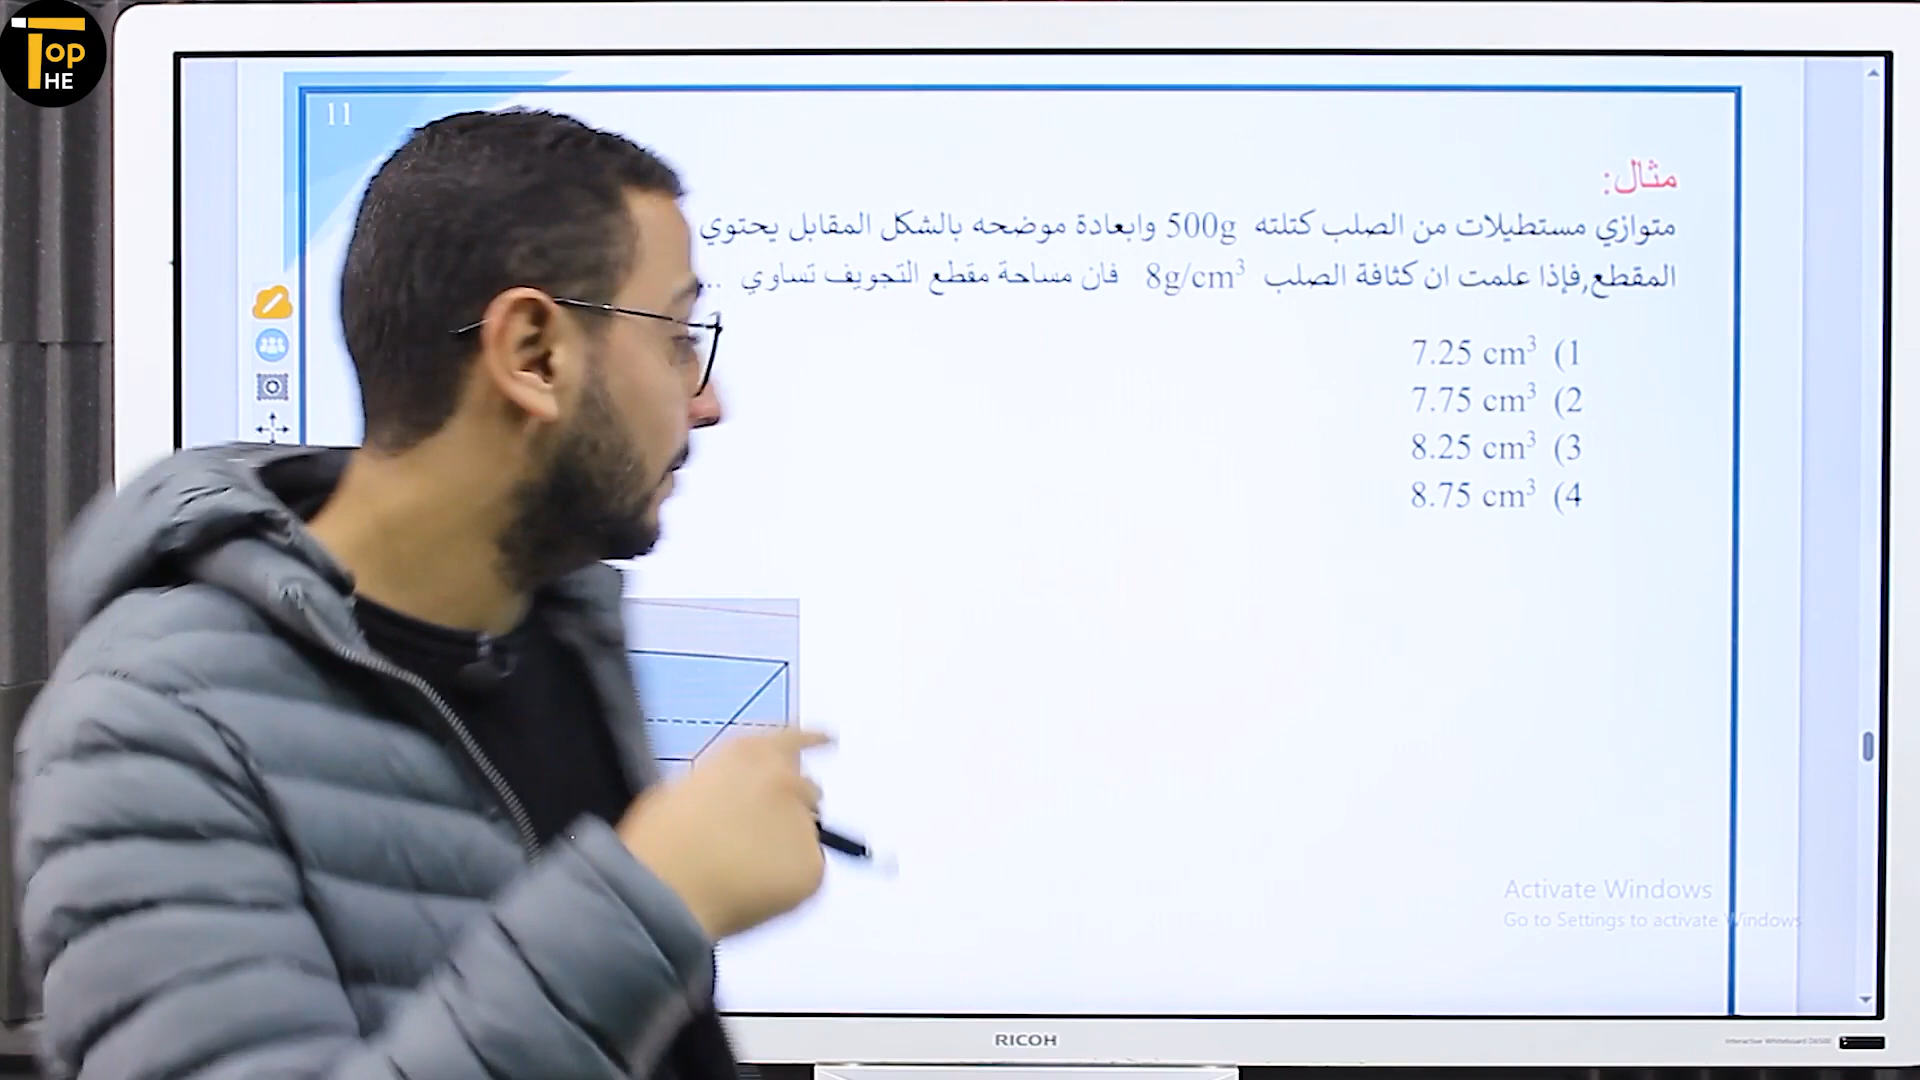 TOP
THE
11
مثال:
متوازي مستطيلات من الصلب كتلته 500g وابعادة موضحه بالشكل المقابل يحتوي
المقطع,فإذا علمت ان كثافة الصلب 8g/cm³ فان مساحة مقطع التجويف تساوي ..
1) 7.25 cm³
2) 7.75 cm³
3) 8.25 cm³
4) 8.75 cm³
Activate Windows
Go to Settings to activate Windows
RICOH